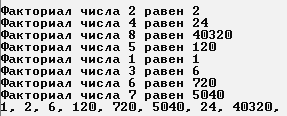 Факториал числа 2 равен 2
Факториал числа 4 равен 24
Факториал числа 8 равен 40320
Факториал числа 5 равен 120
Факториал числа 1 равен 1
Факториал числа 3 равен 6
Факториал числа 6 равен 720
Факториал числа 7 равен 5040
1, 2, 6, 120, 720, 5040, 24, 40320,